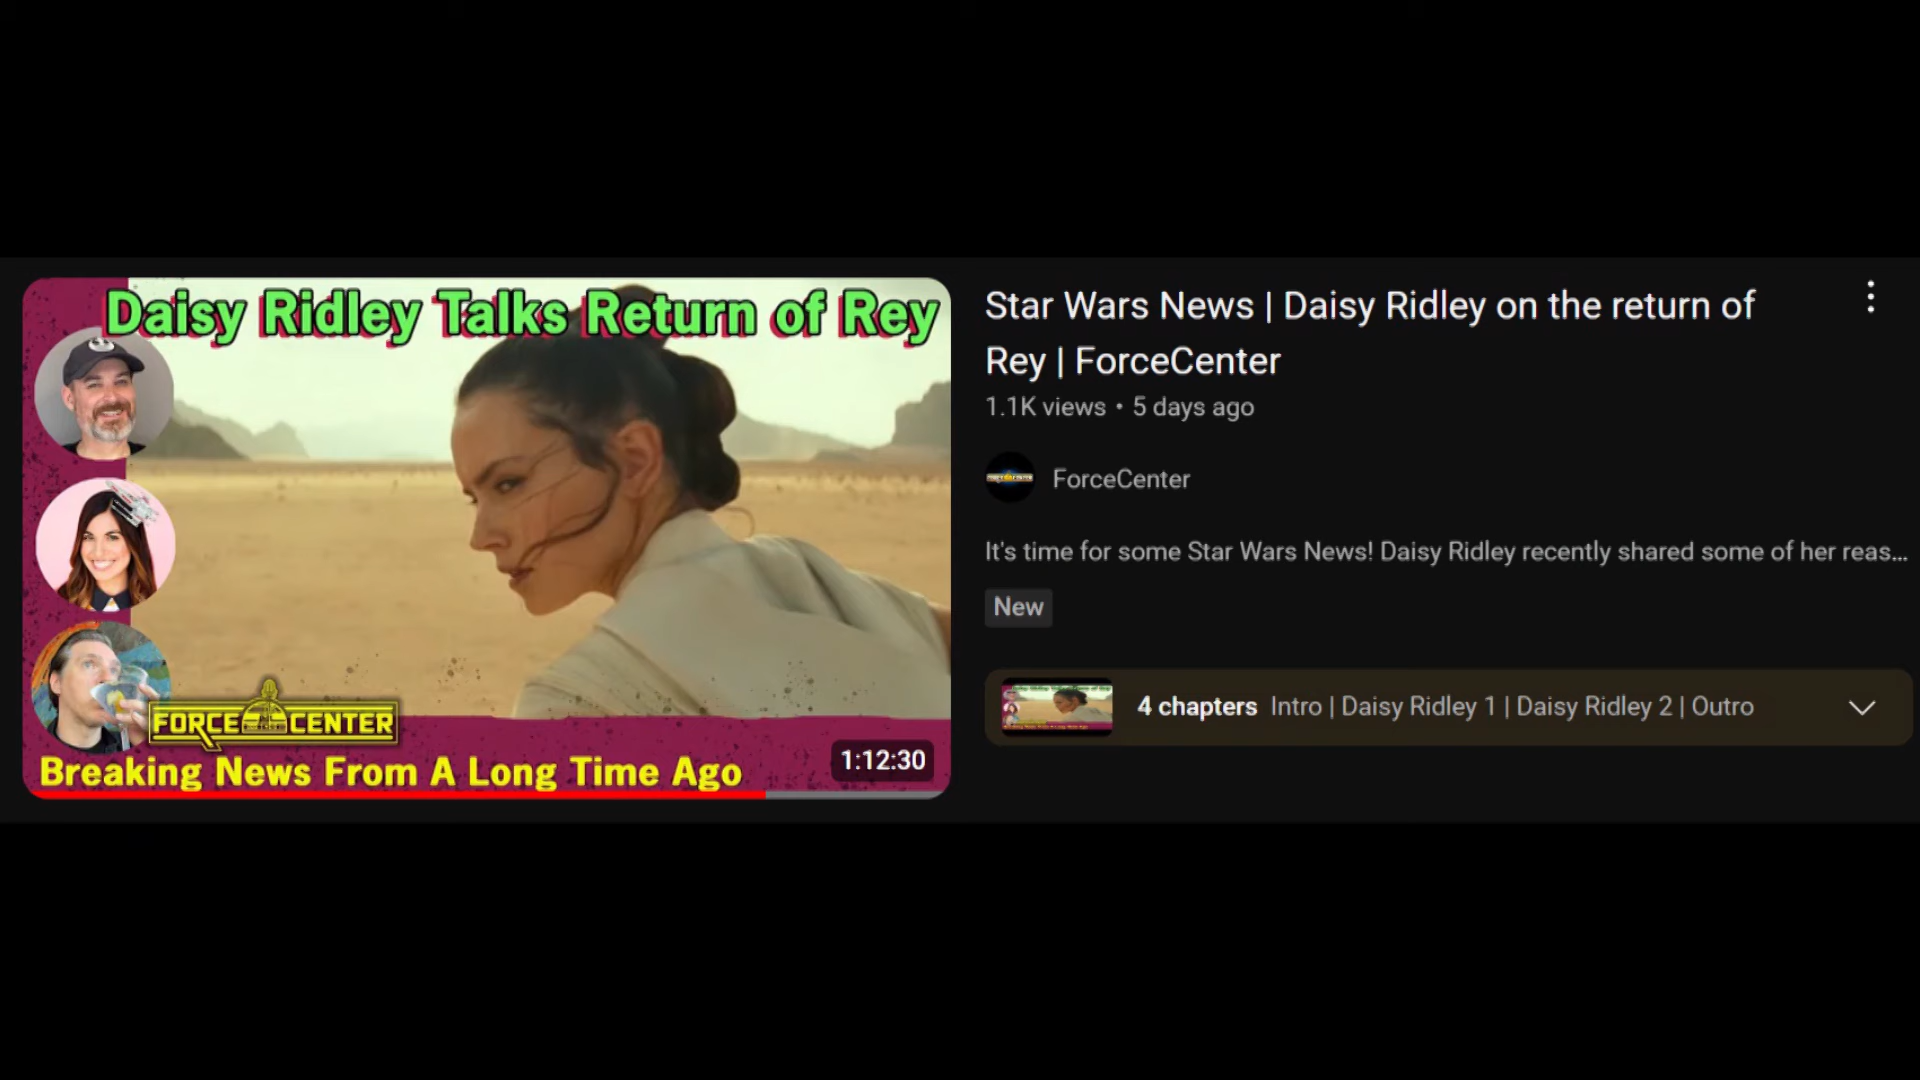 Daisy Ridley Talks Return of Rey
FORCE CENTER
Breaking News From A Long Time Ago
1:12:30
Star Wars News | Daisy Ridley on the return of
Rey | ForceCenter
1.1K views • 5 days ago
ForceCenter
It's time for some Star Wars News! Daisy Ridley recently shared some of her reas...
New
4 chapters Intro | Daisy Ridley 1 | Daisy Ridley 2 | Outro